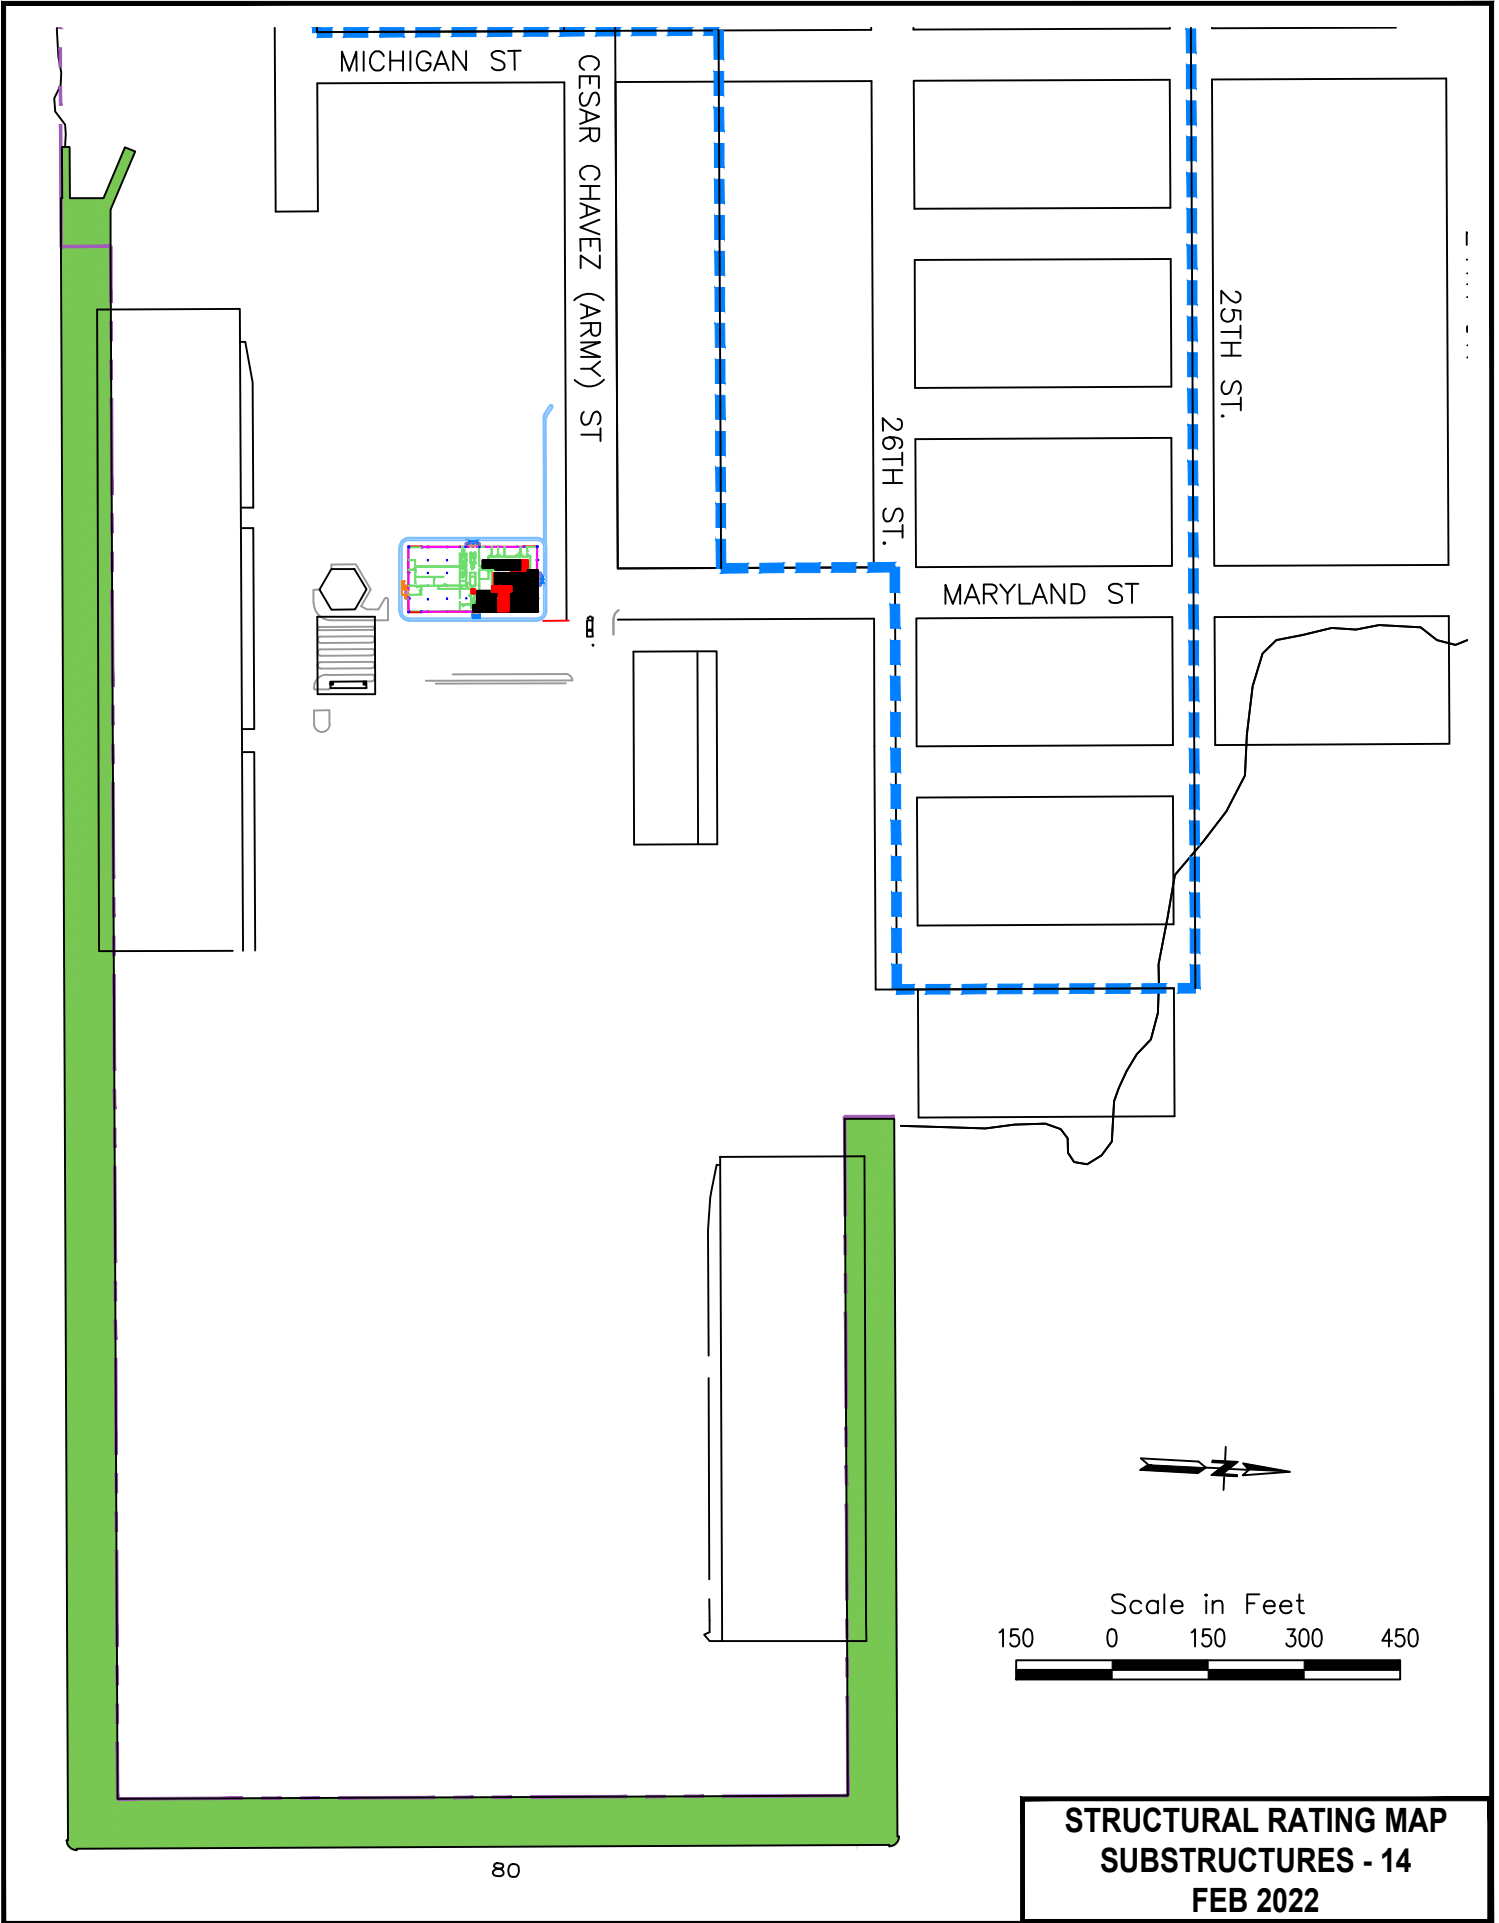 MICHIGAN ST
CESAR CHAVEZ (ARMY) ST
25TH ST.
26TH ST.
MARYLAND ST
N
Scale in Feet
150 0 150 300 450
80
STRUCTURAL RATING MAP
SUBSTRUCTURES - 14
FEB 2022